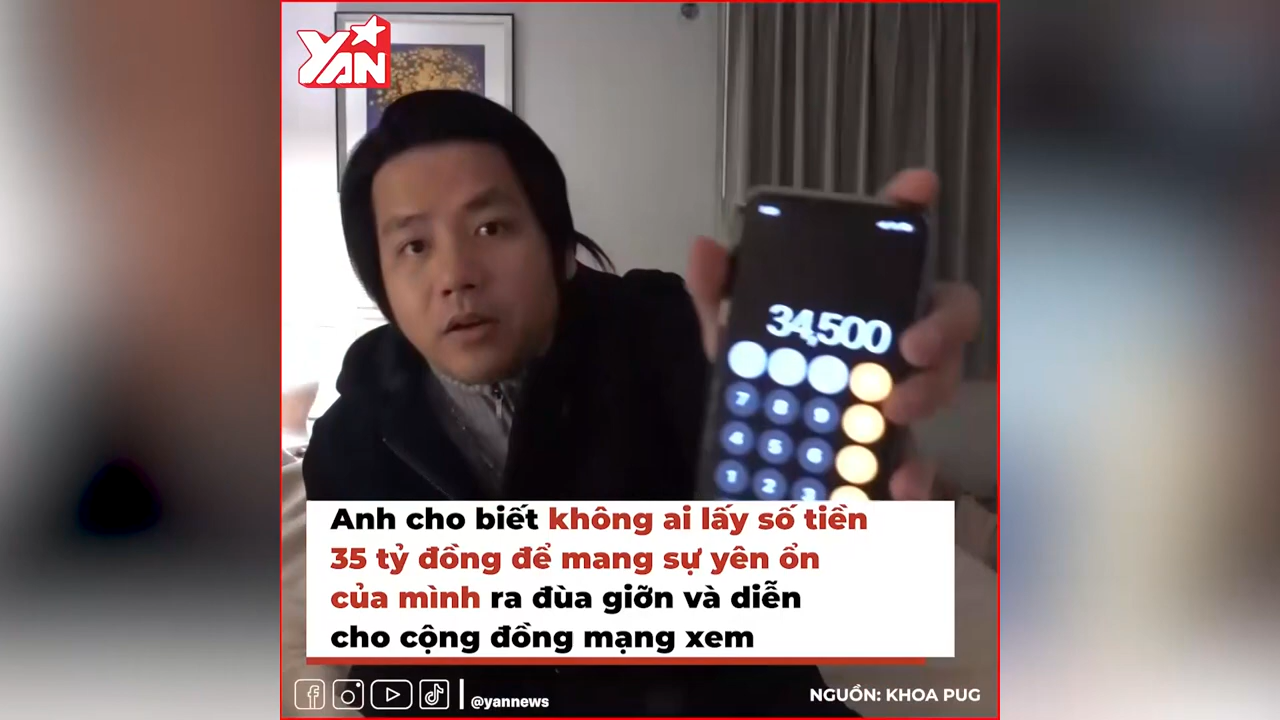 YAN
34,500
7 8 9
4 5 6
1 2 3
Anh cho biết không ai lấy số tiền
35 tỷ đồng để mang sự yên ổn
của mình ra đùa giỡn và diễn
cho cộng đồng mạng xem
@yannews
NGUỒN: KHOA PUG